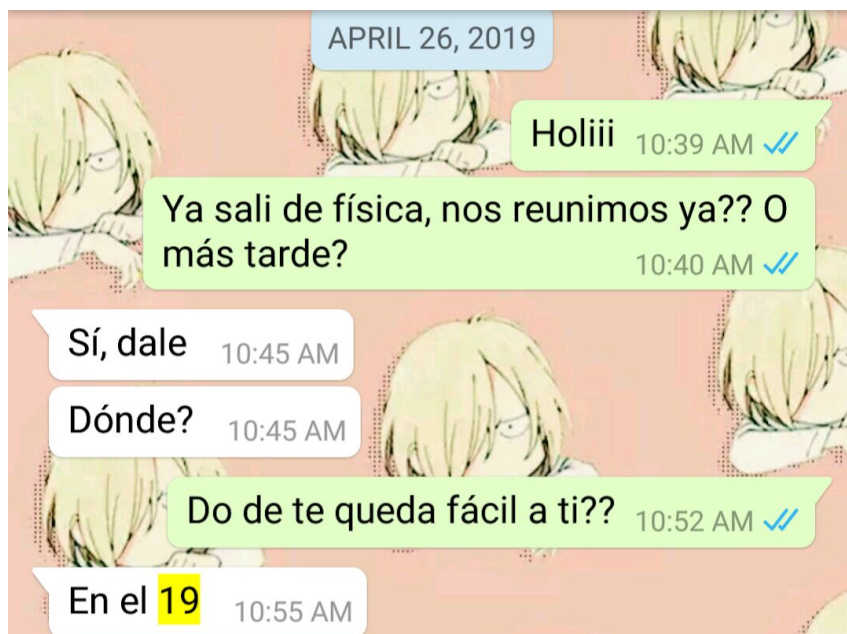 APRIL 26, 2019
Holiii 10:39 AM
Ya sali de física, nos reunimos ya?? O
más tarde? 10:40 AM
Sí, dale 10:45 AM
Dónde? 10:45 AM
Do de te queda fácil a ti?? 10:52 AM
En el 19 10:55 AM